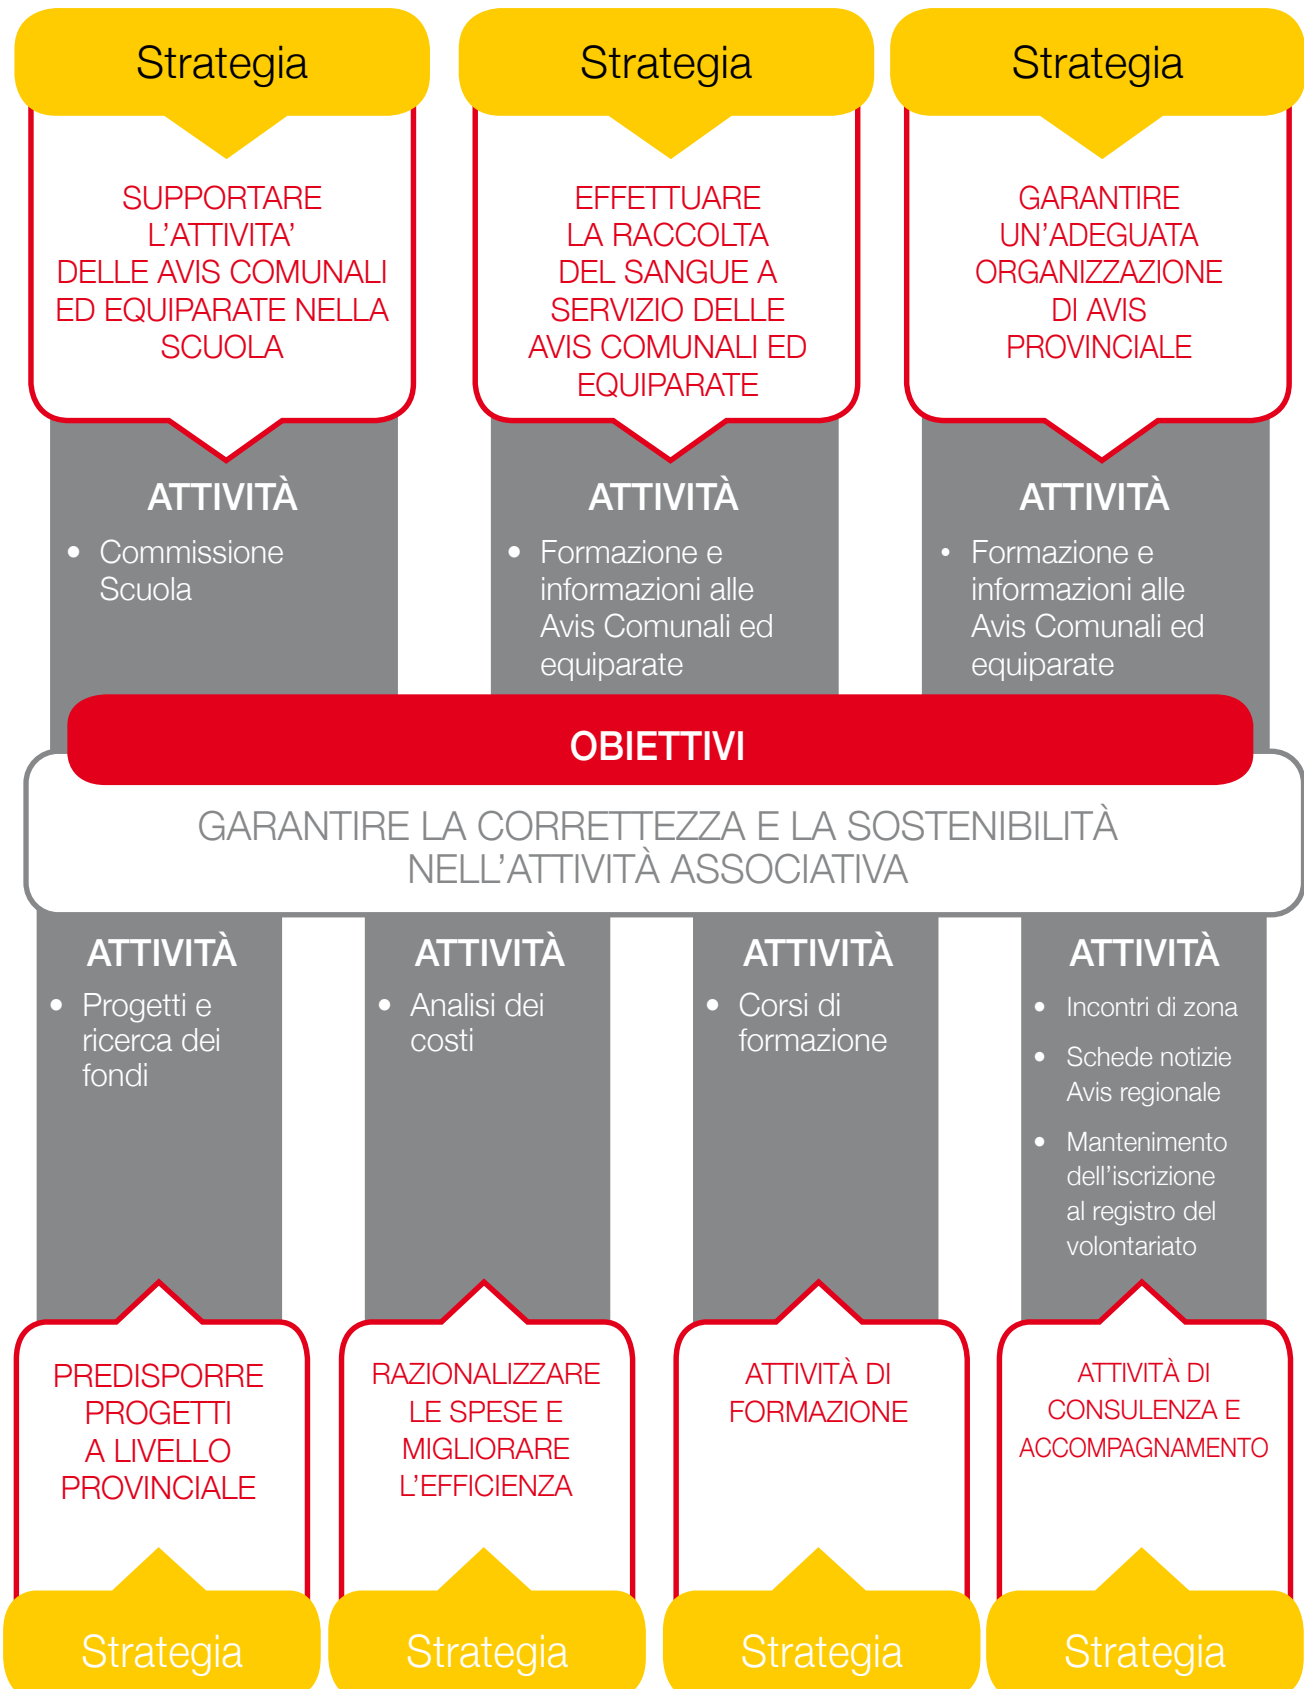 Strategia
SUPPORTARE
L’ATTIVITA’
DELLE AVIS COMUNALI
ED EQUIPARATE NELLA
SCUOLA
ATTIVITÀ
• Commissione
Scuola
Strategia
EFFETTUARE
LA RACCOLTA
DEL SANGUE A
SERVIZIO DELLE
AVIS COMUNALI ED
EQUIPARATE
ATTIVITÀ
• Formazione e
informazioni alle
Avis Comunali ed
equiparate
Strategia
GARANTIRE
UN’ADEGUATA
ORGANIZZAZIONE
DI AVIS
PROVINCIALE
ATTIVITÀ
• Formazione e
informazioni alle
Avis Comunali ed
equiparate
OBIETTIVI
GARANTIRE LA CORRETTEZZA E LA SOSTENIBILITÀ
NELL’ATTIVITÀ ASSOCIATIVA
ATTIVITÀ
• Progetti e
ricerca dei
fondi
PREDISPORRE
PROGETTI
A LIVELLO
PROVINCIALE
Strategia
ATTIVITÀ
• Analisi dei
costi
RAZIONALIZZARE
LE SPESE E
MIGLIORARE
L’EFFICIENZA
Strategia
ATTIVITÀ
• Corsi di
formazione
ATTIVITÀ DI
FORMAZIONE
Strategia
ATTIVITÀ
• Incontri di zona
• Schede notizie
Avis regionale
• Mantenimento
dell’iscrizione
al registro del
volontariato
ATTIVITÀ DI
CONSULENZA E
ACCOMPAGNAMENTO
Strategia